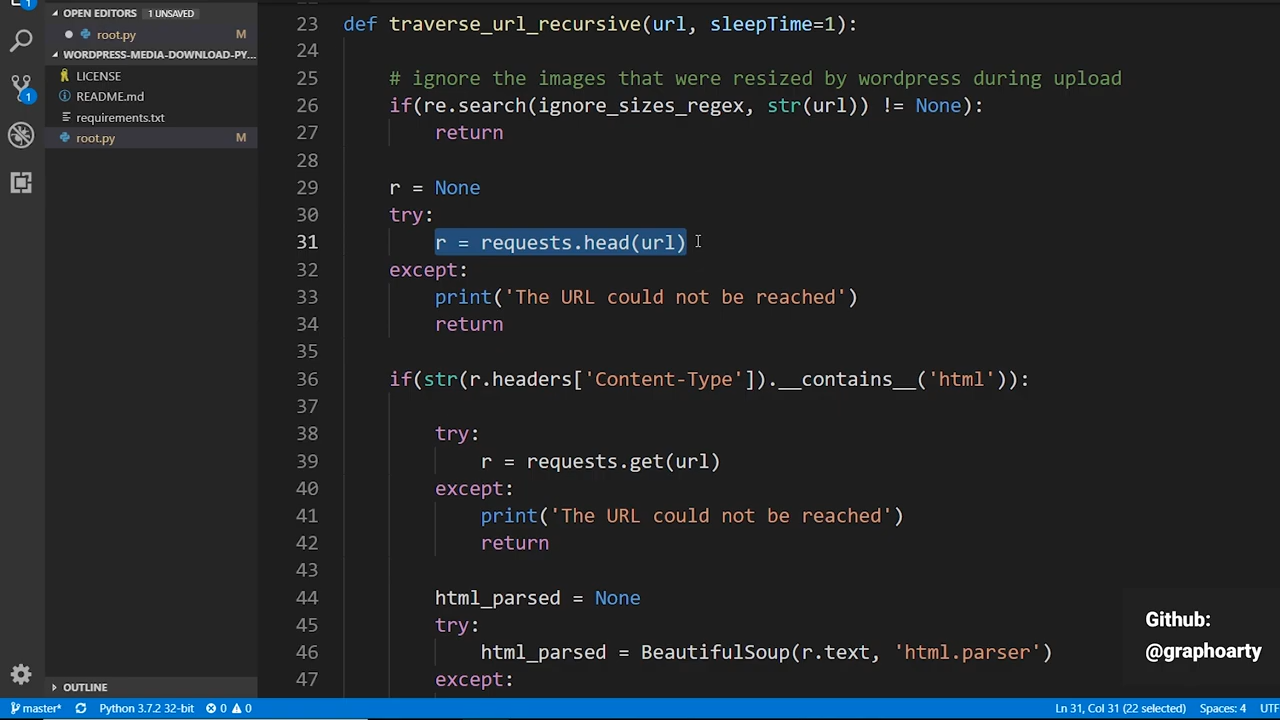 OPEN EDITORS 1 UNSAVED
root.py M
WORDPRESS-MEDIA-DOWNLOAD-PY...
LICENSE
README.md
requirements.txt
root.py M
OUTLINE
1
23 def traverse_url_recursive(url, sleepTime=1):
24
25 # ignore the images that were resized by wordpress during upload
26 if(re.search(ignore_sizes_regex, str(url)) != None):
27 return
28
29 r = None
30 try:
31 r = requests.head(url)
32 except:
33 print('The URL could not be reached')
34 return
35
36 if(str(r.headers['Content-Type']).__contains__('html')):
37
38 try:
39 r = requests.get(url)
40 except:
41 print('The URL could not be reached')
42 return
43
44 html_parsed = None
45 try:
46 html_parsed = BeautifulSoup(r.text, 'html.parser')
47 except:
Github:
@graphoarty
master* Python 3.7.2 32-bit 0 0 Ln 31, Col 31 (22 selected) Spaces: 4 UTF